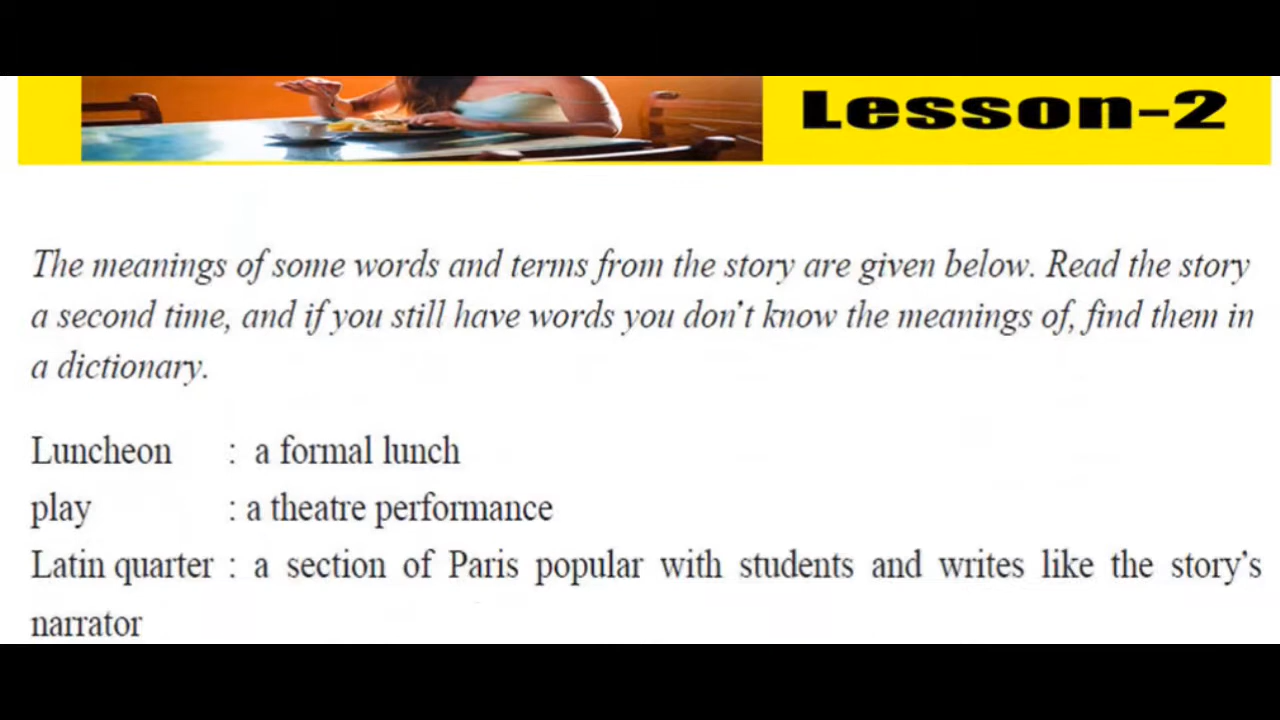 Lesson-2
The meanings of some words and terms from the story are given below. Read the story
a second time, and if you still have words you don't know the meanings of, find them in
a dictionary.
Luncheon : a formal lunch
play : a theatre performance
Latin quarter : a section of Paris popular with students and writes like the story's
narrator